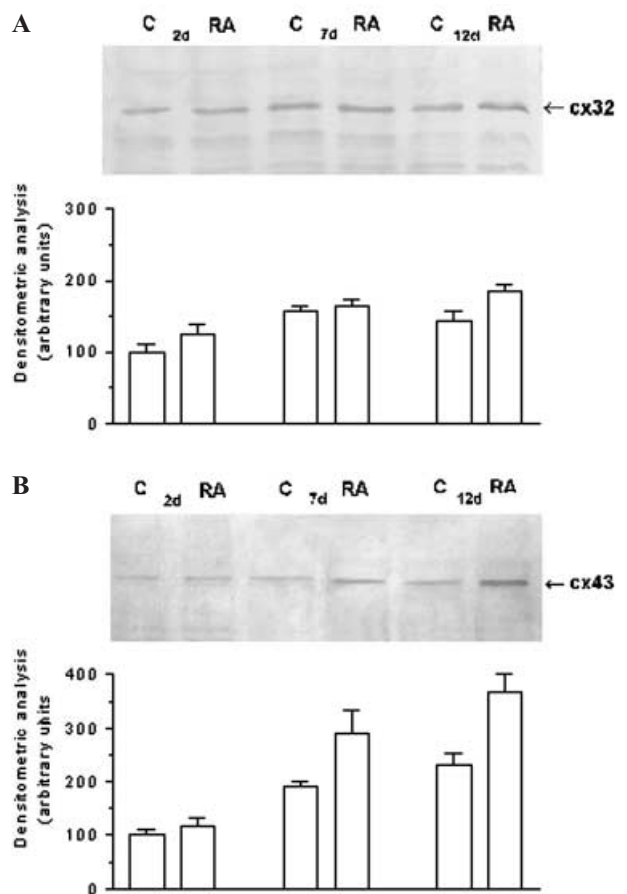 A
C 2d RA C 7d RA C 12d RA
← cx32
Densitometric analysis
(arbitrary units)
300
200
100
0
B
C 2d RA C 7d RA C 12d RA
← cx43
Densitometric analysis
(arbitrary units
400
300
200
100
0